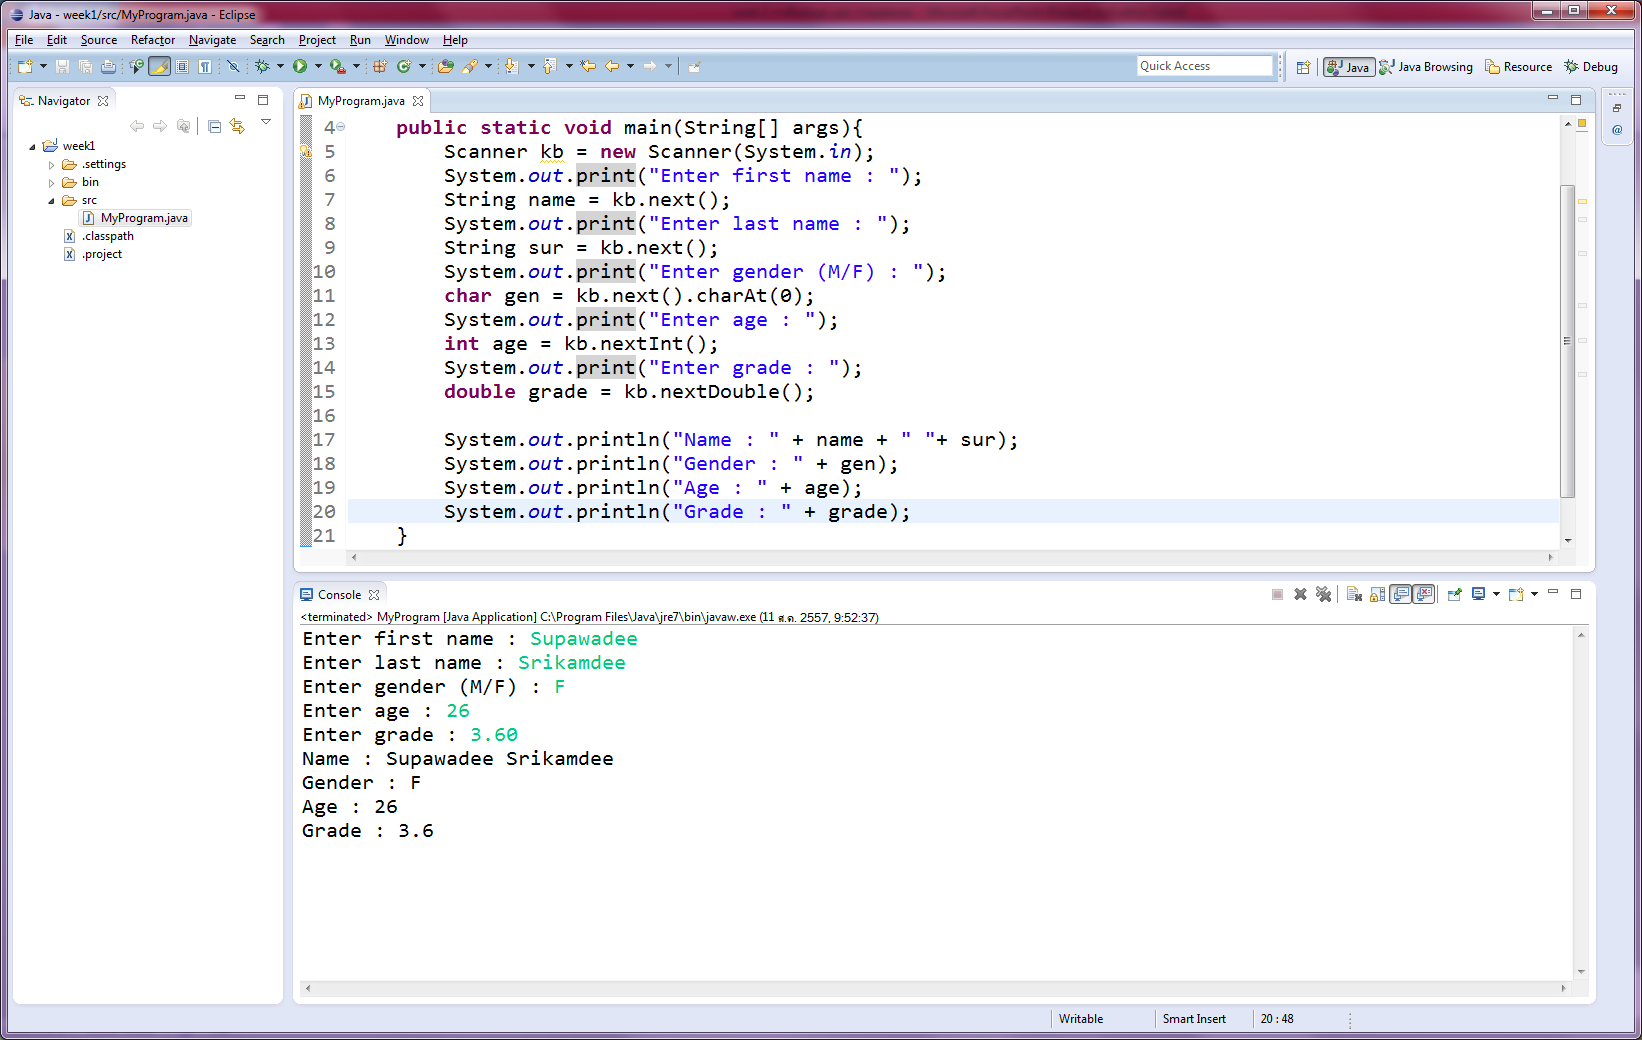 Java - week1/src/MyProgram.java - Eclipse
File Edit Source Refactor Navigate Search Project Run Window Help
Quick Access
Java
Java Browsing
Resource
Debug
Navigator
week1
.settings
bin
src
MyProgram.java
.classpath
.project
MyProgram.java
4 public static void main(String[] args){
5 Scanner kb = new Scanner(System.in);
6 System.out.print("Enter first name : ");
7 String name = kb.next();
8 System.out.print("Enter last name : ");
9 String sur = kb.next();
10 System.out.print("Enter gender (M/F) : ");
11 char gen = kb.next().charAt(0);
12 System.out.print("Enter age : ");
13 int age = kb.nextInt();
14 System.out.print("Enter grade : ");
15 double grade = kb.nextDouble();
16
17 System.out.println("Name : " + name + " "+ sur);
18 System.out.println("Gender : " + gen);
19 System.out.println("Age : " + age);
20 System.out.println("Grade : " + grade);
21 }
Console
<terminated> MyProgram [Java Application] C:\Program Files\Java\jre7\bin\javaw.exe (11 ส.ค. 2557, 9:52:37)
Enter first name : Supawadee
Enter last name : Srikamdee
Enter gender (M/F) : F
Enter age : 26
Enter grade : 3.60
Name : Supawadee Srikamdee
Gender : F
Age : 26
Grade : 3.6
Writable
Smart Insert
20 : 48